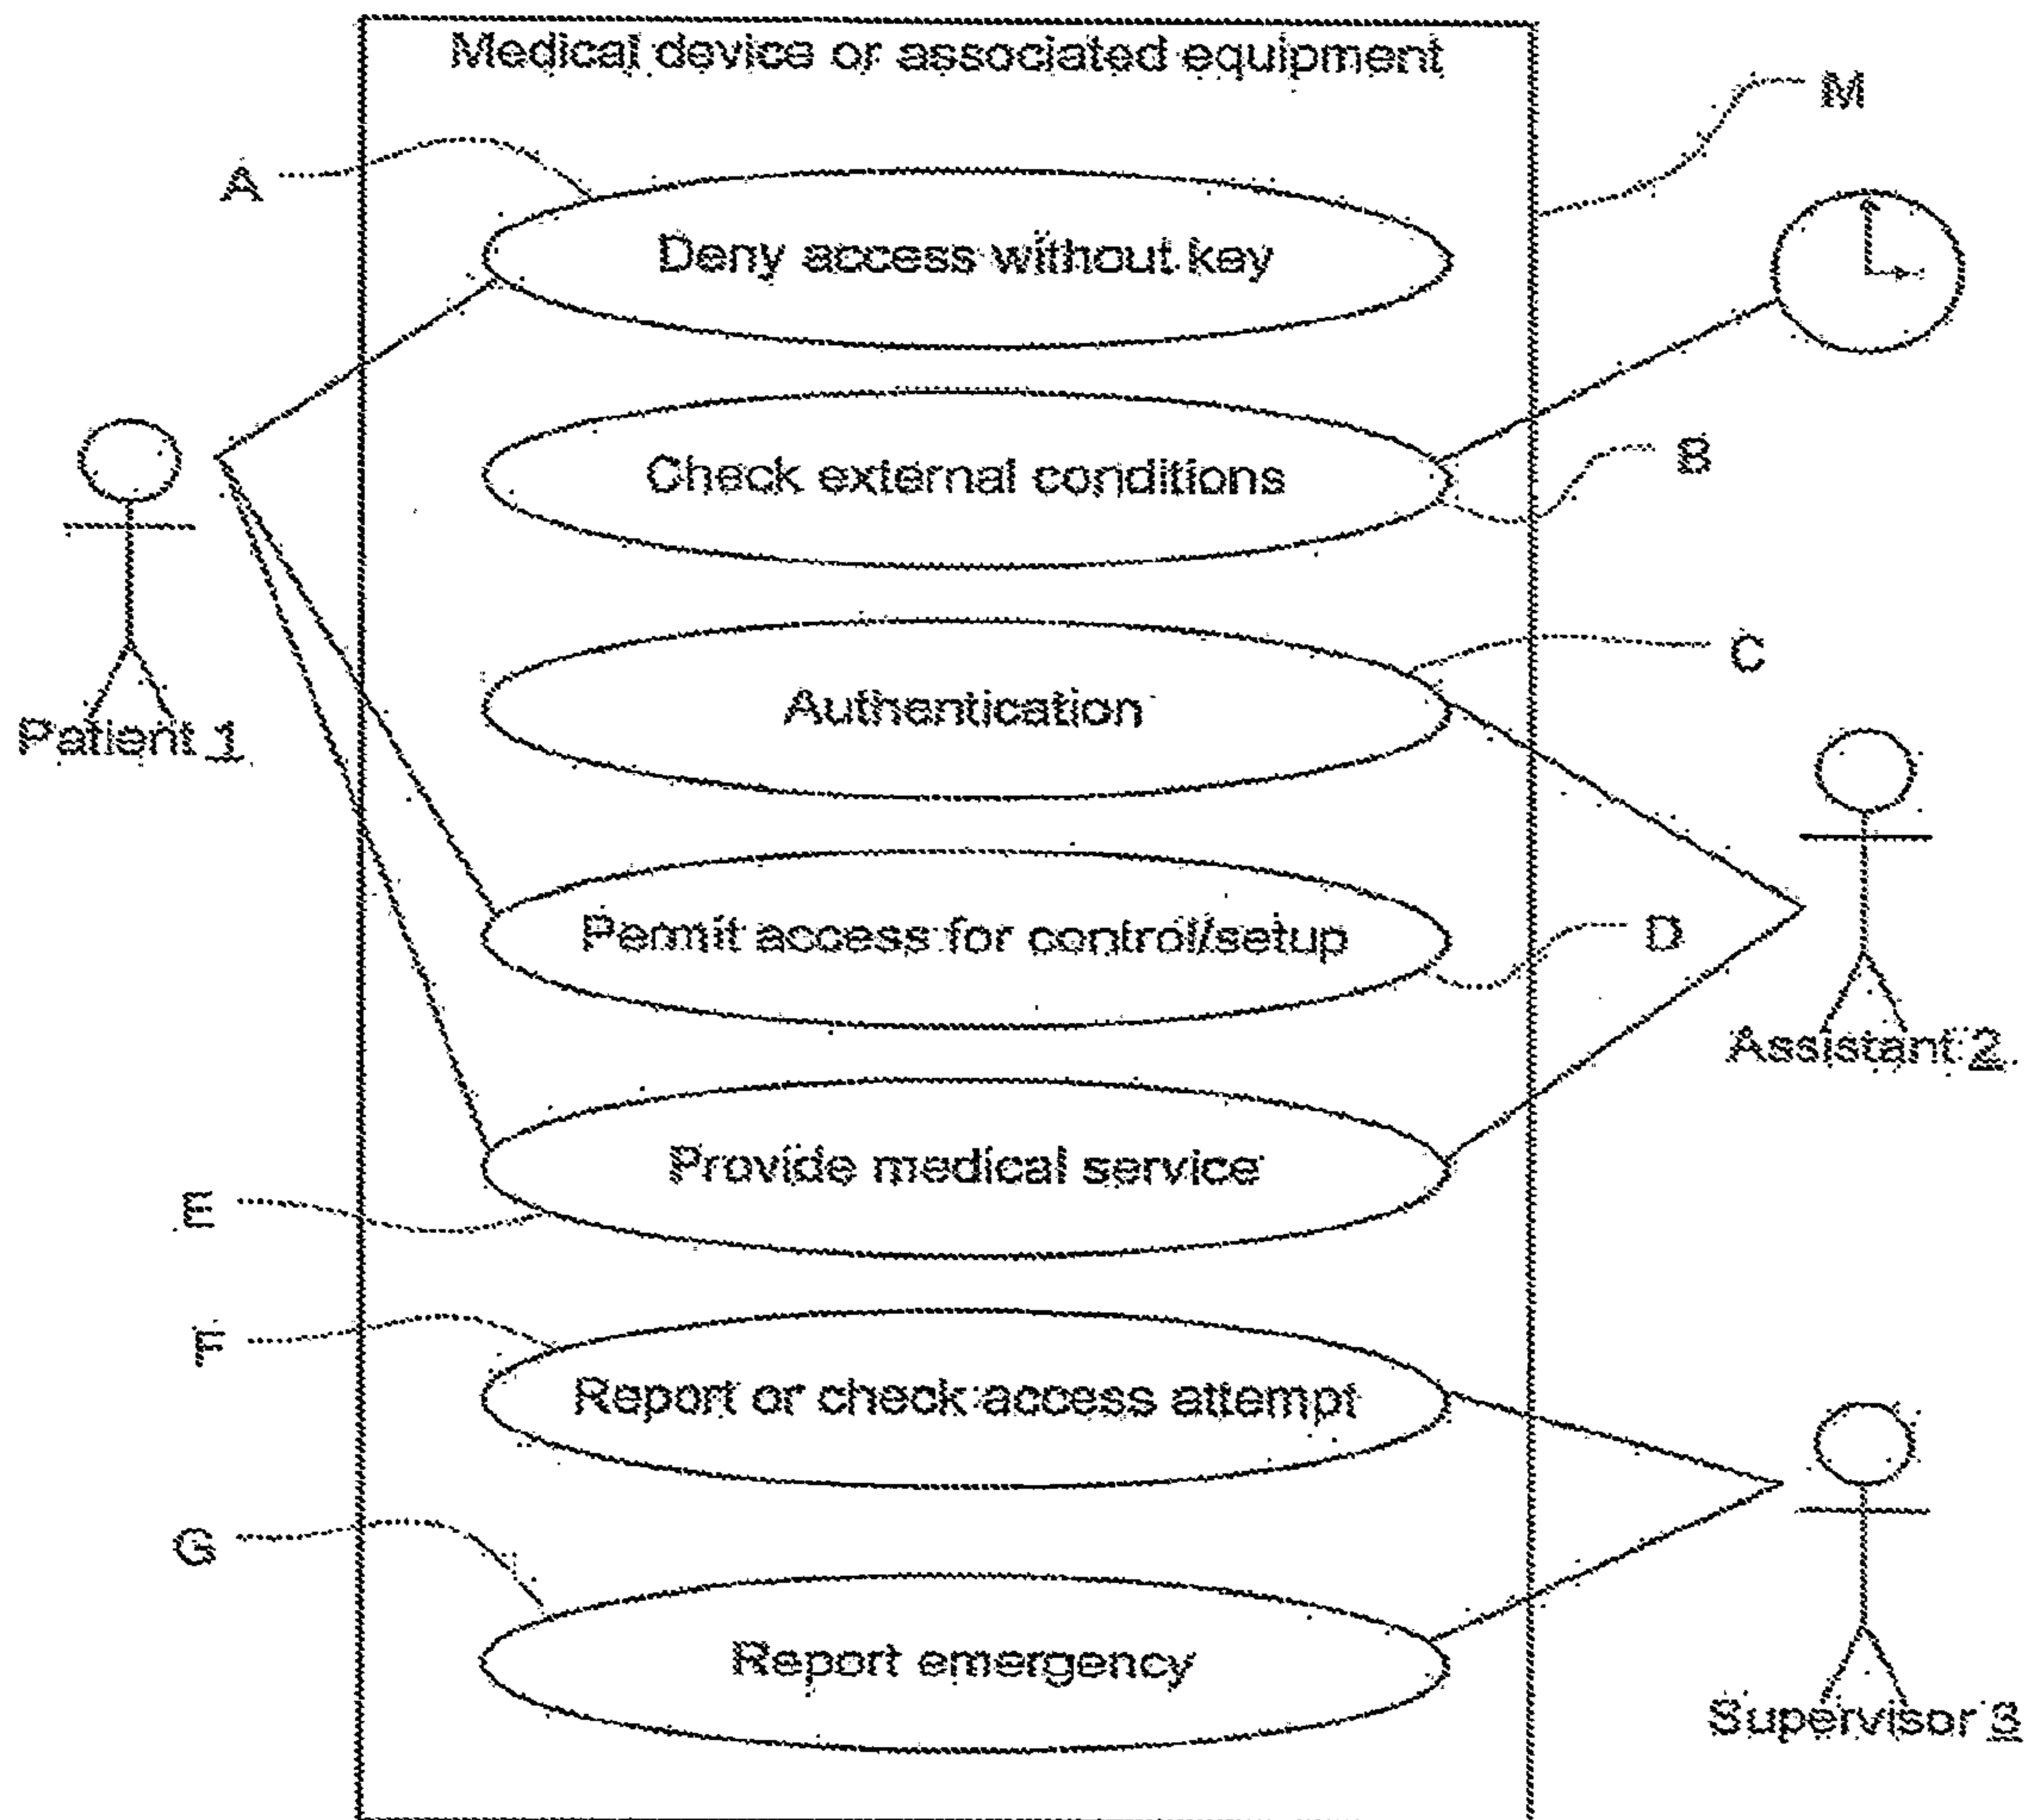 Medical device or associated equipment
M
A
Deny access without key
Check external conditions
B
Authentication
C
Patient 1
Permit access for control/setup
D
Assistant 2
Provide medical service
E
F
Report or check access attempt
G
Report emergency
Supervisor 3